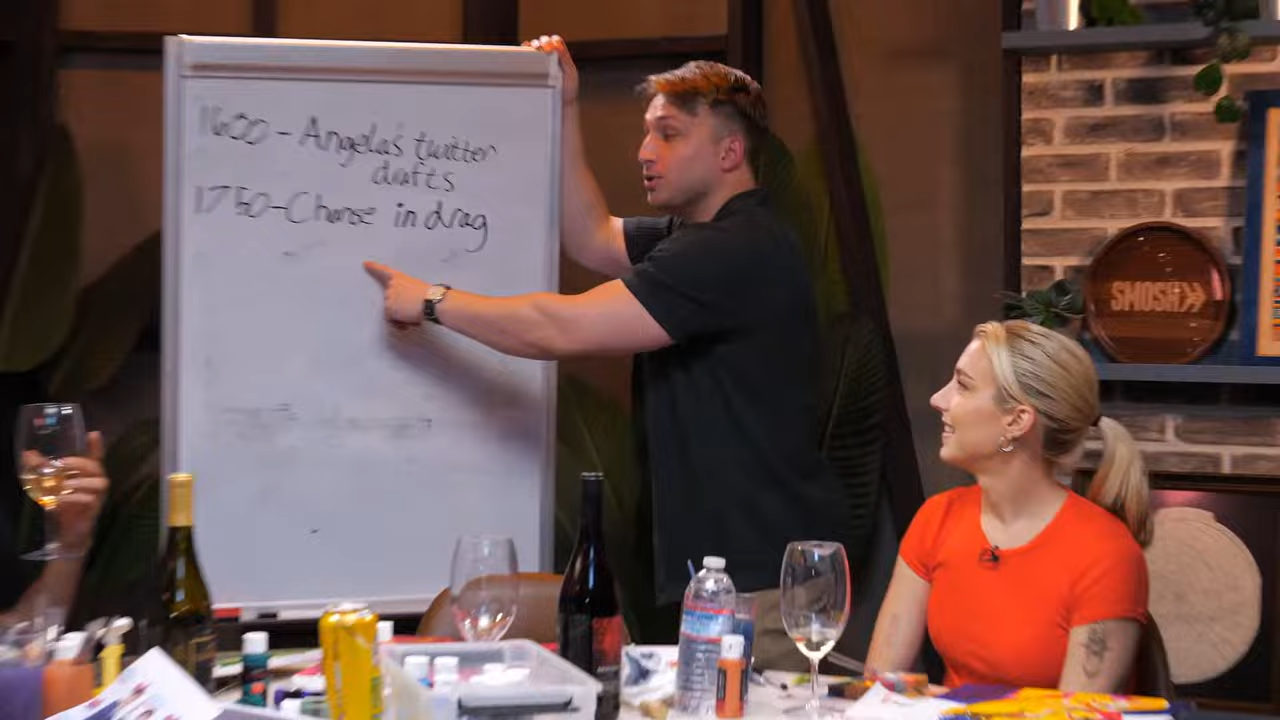 1600 - Angela's twitter
drafts
1750 - Chanse in drag
SMOSH